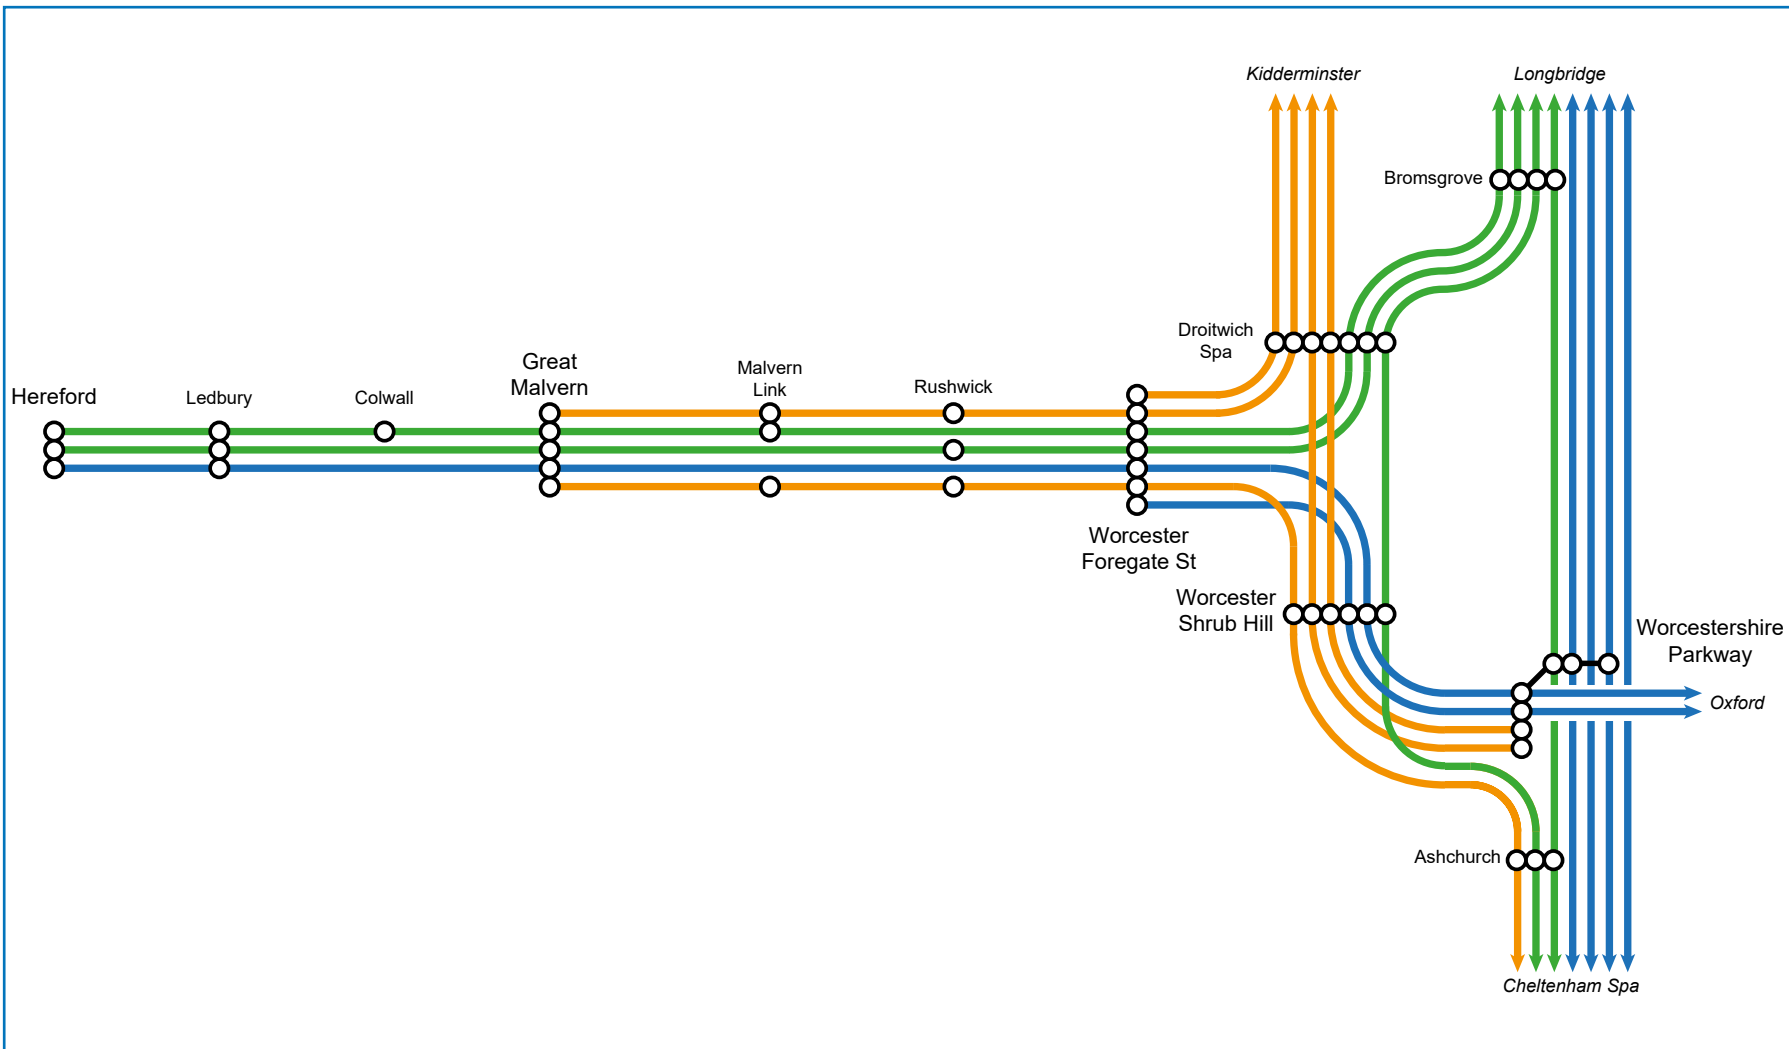 Kidderminster
Longbridge
Bromsgrove
Droitwich
Spa
Great
Malvern
Malvern
Link
Rushwick
Hereford
Ledbury
Colwall
Worcester
Foregate St
Worcester
Shrub Hill
Worcestershire
Parkway
Oxford
Ashchurch
Cheltenham Spa